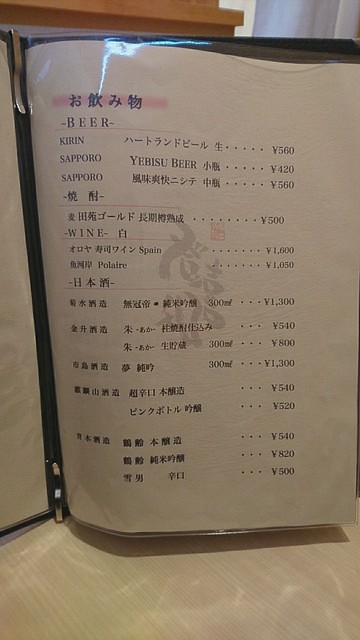 お飲み物
~BEER~
KIRIN ハートランドビール 生・・・・・ ¥560
SAPPORO YEBISU BEER 小瓶・・・・ ¥420
SAPPORO 風味爽快ニシテ 中瓶・・・・ ¥560
~焼 酎~
麦 田苑ゴールド 長期樽熟成 ・・・・・・・・ ¥500
~WINE~ 白
オロヤ 寿司ワイン Spain ・・・・・・ ¥1,600
魚河岸 Polaire ・・・・・ ¥1,050
~日本酒~
菊水酒造 無冠帝 純米吟醸 300㎖ ・・・¥1,300
金升酒造 朱 -あか- 杜焼酎仕込み ・・・ ¥540
朱 -あか- 生貯蔵 300㎖ ・・・ ¥800
市島酒造 夢 純吟 300㎖ ・・・¥1,300
山酒造 超辛口 本醸造 ・・・ ¥540
ピンクボトル 吟醸 ・・・ ¥520
青木酒造 鶴齢 本醸造 ・・・ ¥540
鶴齢 純米吟醸 ・・・ ¥820
雪男 辛口 ・・・ ¥500